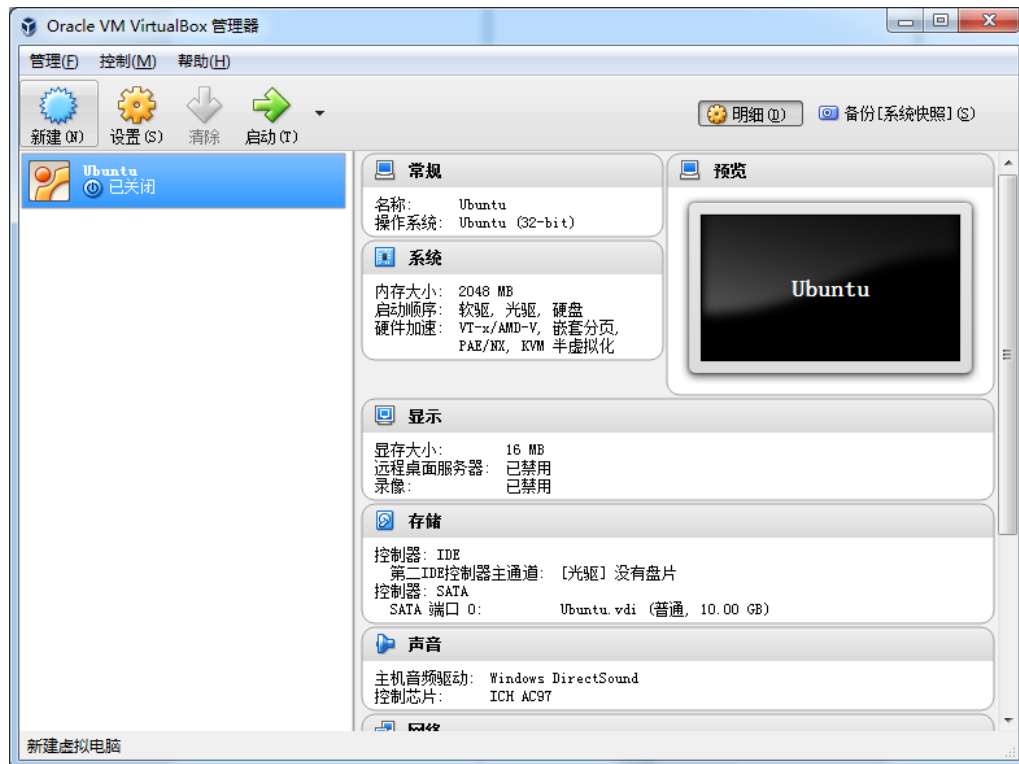 Oracle VM VirtualBox 管理器
管理(F) 控制(M) 帮助(H)
新建(N) 设置(S) 清除 启动(T) 明细(D) 备份[系统快照](S)
Ubuntu
已关闭
常规
名称: Ubuntu
操作系统: Ubuntu (32-bit)
系统
内存大小: 2048 MB
启动顺序: 软驱, 光驱, 硬盘
硬件加速: VT-x/AMD-V, 嵌套分页,
PAE/NX, KVM 半虚拟化
预览
Ubuntu
显示
显存大小: 16 MB
远程桌面服务器: 已禁用
录像: 已禁用
存储
控制器: IDE
第二IDE控制器主通道: [光驱] 没有盘片
控制器: SATA
SATA 端口 0: Ubuntu.vdi (普通, 10.00 GB)
声音
主机音频驱动: Windows DirectSound
控制芯片: ICH AC97
网络
新建虚拟电脑